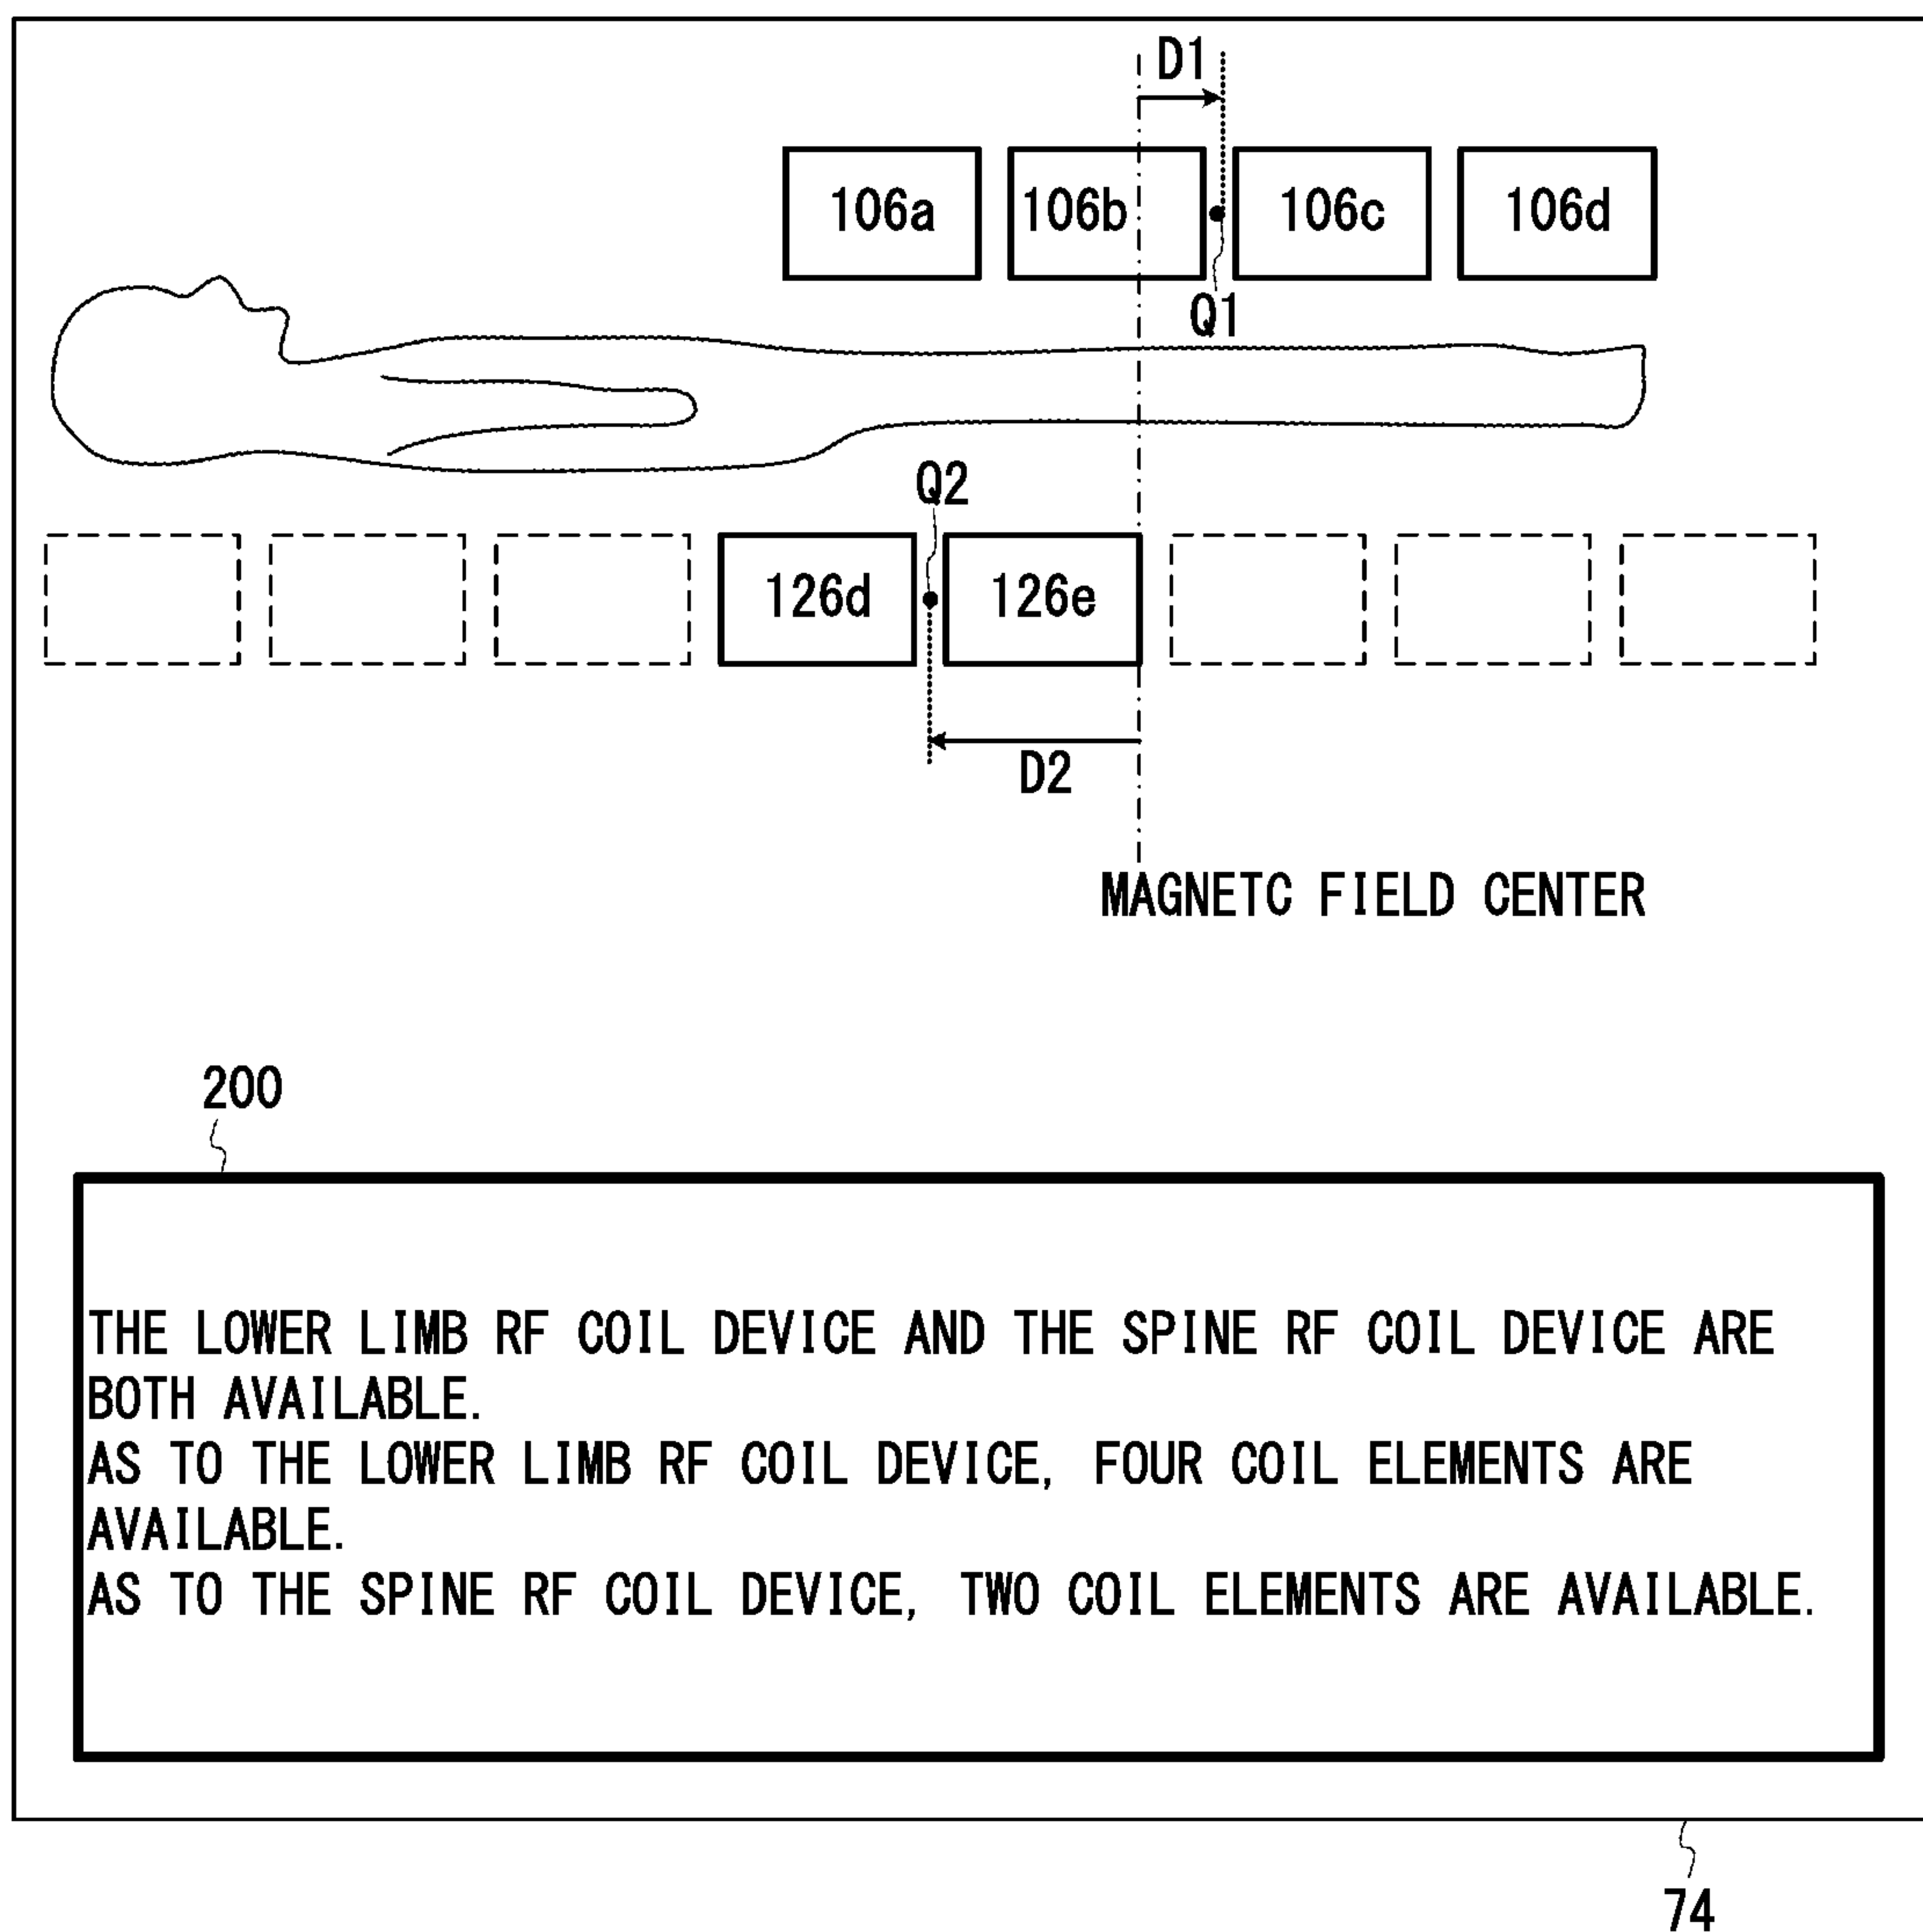 D1
106a 106b 106c 106d
Q1
Q2
126d 126e
D2
MAGNETC FIELD CENTER
200
THE LOWER LIMB RF COIL DEVICE AND THE SPINE RF COIL DEVICE ARE
BOTH AVAILABLE.
AS TO THE LOWER LIMB RF COIL DEVICE, FOUR COIL ELEMENTS ARE
AVAILABLE.
AS TO THE SPINE RF COIL DEVICE, TWO COIL ELEMENTS ARE AVAILABLE.
74